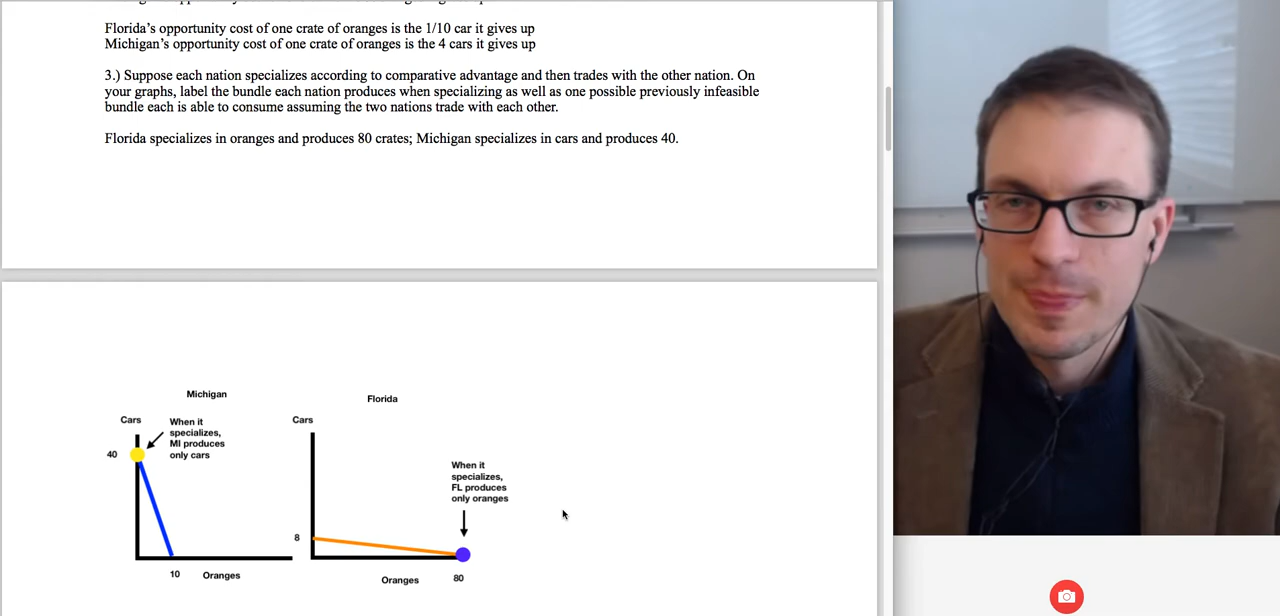 Florida's opportunity cost of one crate of oranges is the 1/10 car it gives up
Michigan's opportunity cost of one crate of oranges is the 4 cars it gives up
3.) Suppose each nation specializes according to comparative advantage and then trades with the other nation. On
your graphs, label the bundle each nation produces when specializing as well as one possible previously infeasible
bundle each is able to consume assuming the two nations trade with each other.
Florida specializes in oranges and produces 80 crates; Michigan specializes in cars and produces 40.
Michigan
Cars
When it
specializes,
MI produces
only cars
40
10
Oranges
Florida
Cars
When it
specializes,
FL produces
only oranges
8
Oranges
80